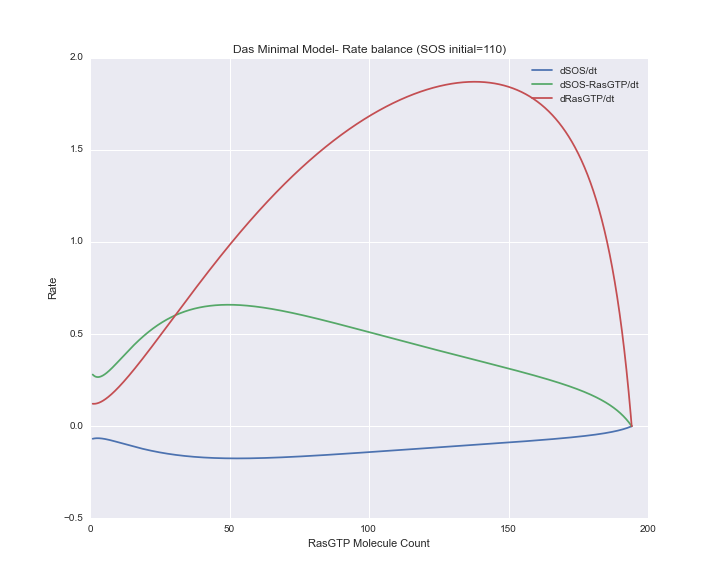 Das Minimal Model- Rate balance (SOS initial=110)
2.0
1.5
1.0
0.5
0.0
−0.5
Rate
dSOS/dt
dSOS-RasGTP/dt
dRasGTP/dt
0 50 100 150 200
RasGTP Molecule Count